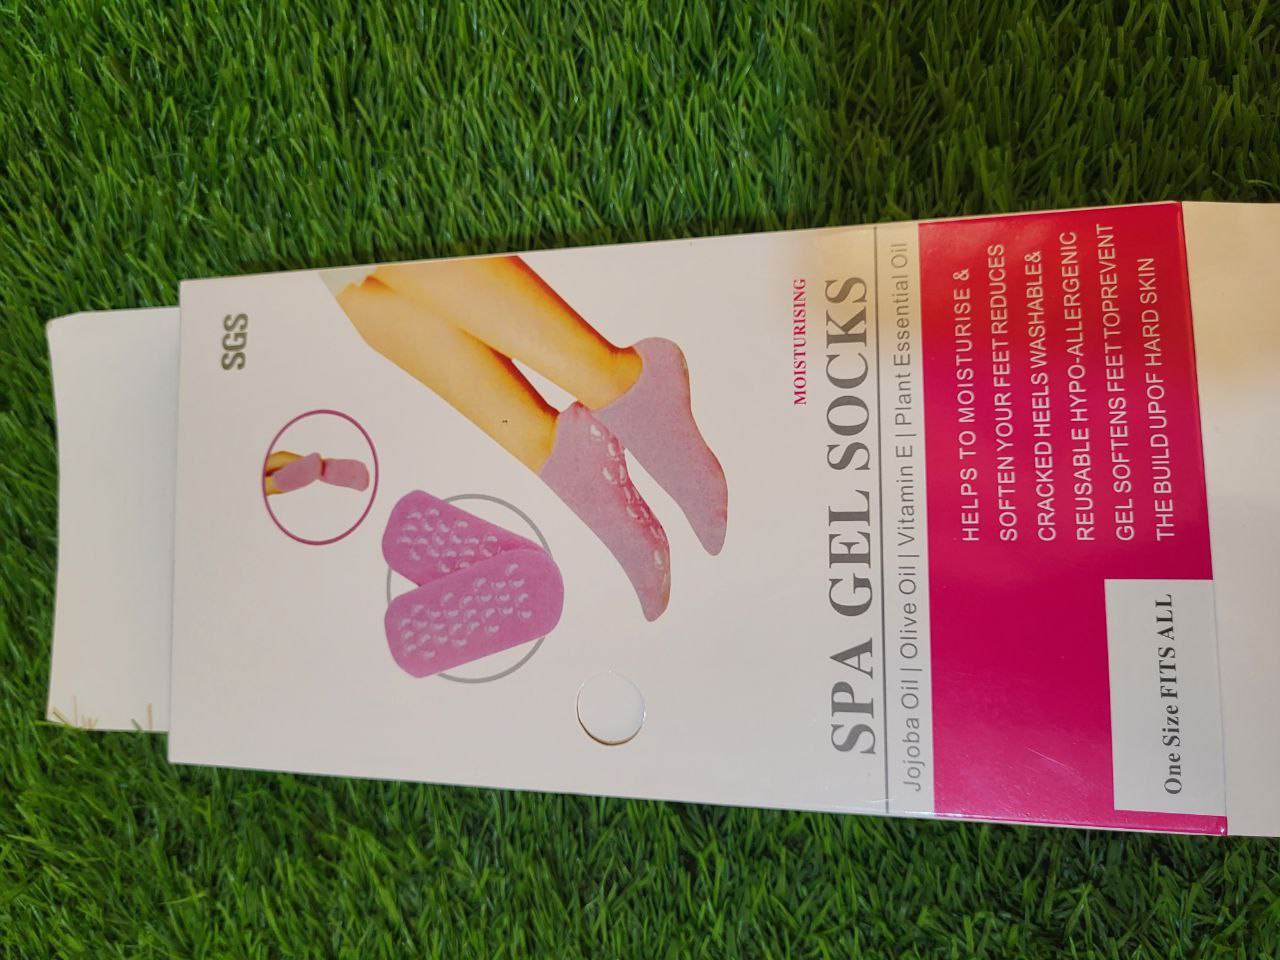 SGS
MOISTURISING
SPA GEL SOCKS
Jojoba Oil | Olive Oil | Vitamin E | Plant Essential Oil
HELPS TO MOISTURISE &
SOFTEN YOUR FEET REDUCES
CRACKED HEELS WASHABLE&
REUSABLE HYPO-ALLERGENIC
GEL SOFTENS FEET TOPREVENT
THE BUILD UPOF HARD SKIN
One Size FITS ALL